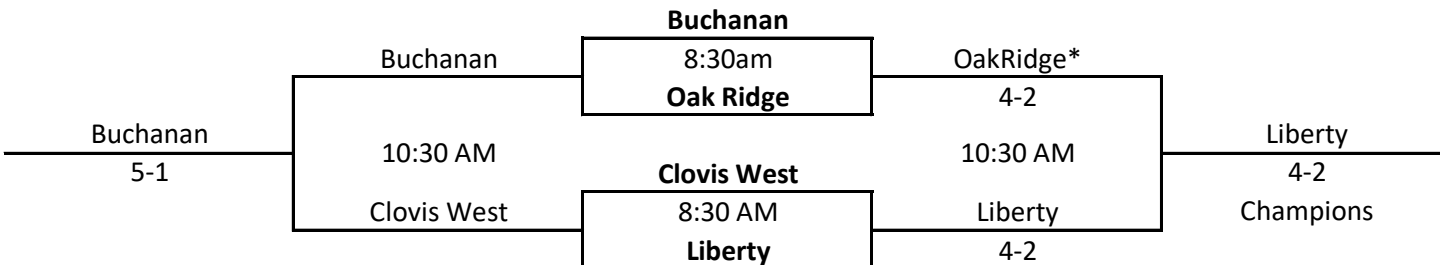 Buchanan
Buchanan 8:30am OakRidge*
Oak Ridge 4-2
Buchanan 10:30 AM 10:30 AM Liberty
5-1 Clovis West 4-2
Clovis West 8:30 AM Liberty Champions
Liberty 4-2